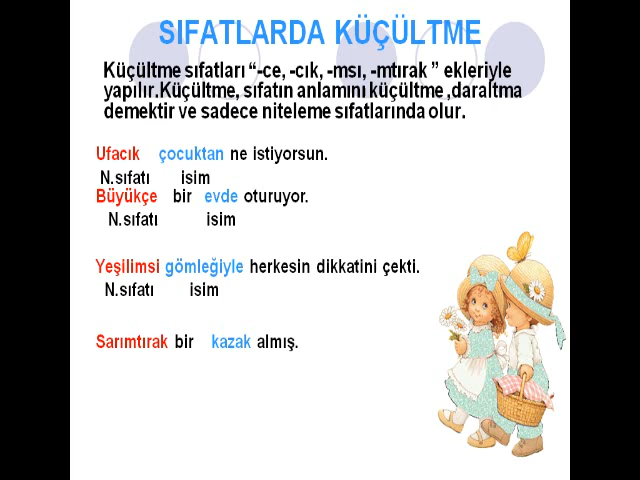 SIFATLARDA KÜÇÜLTME
Küçültme sıfatları “-ce, -cık, -msı, -mtırak ” ekleriyle
yapılır.Küçültme, sıfatın anlamını küçültme ,daraltma
demektir ve sadece niteleme sıfatlarında olur.
Ufacık çocuktan ne istiyorsun.
N.sıfatı isim
Büyükçe bir evde oturuyor.
N.sıfatı isim
Yeşilimsi gömleğiyle herkesin dikkatini çekti.
N.sıfatı isim
Sarımtırak bir kazak almış.